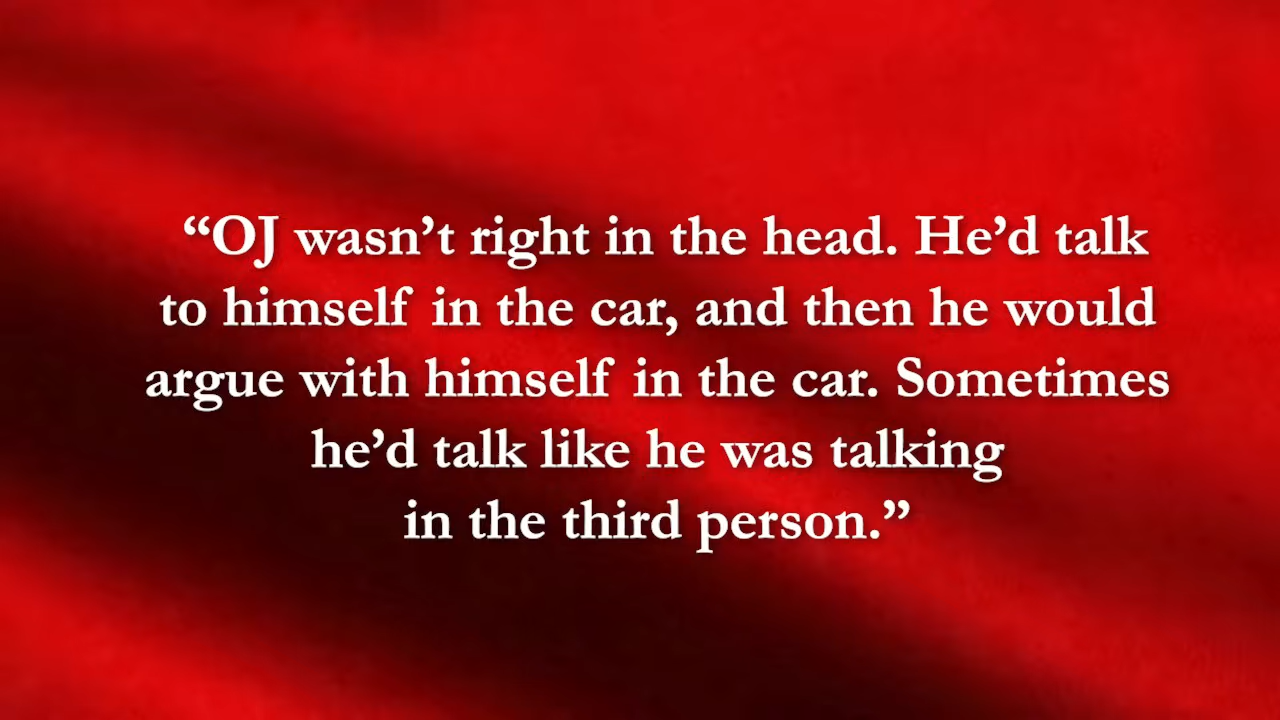 “OJ wasn’t right in the head. He’d talk
to himself in the car, and then he would
argue with himself in the car. Sometimes
he’d talk like he was talking
in the third person.”